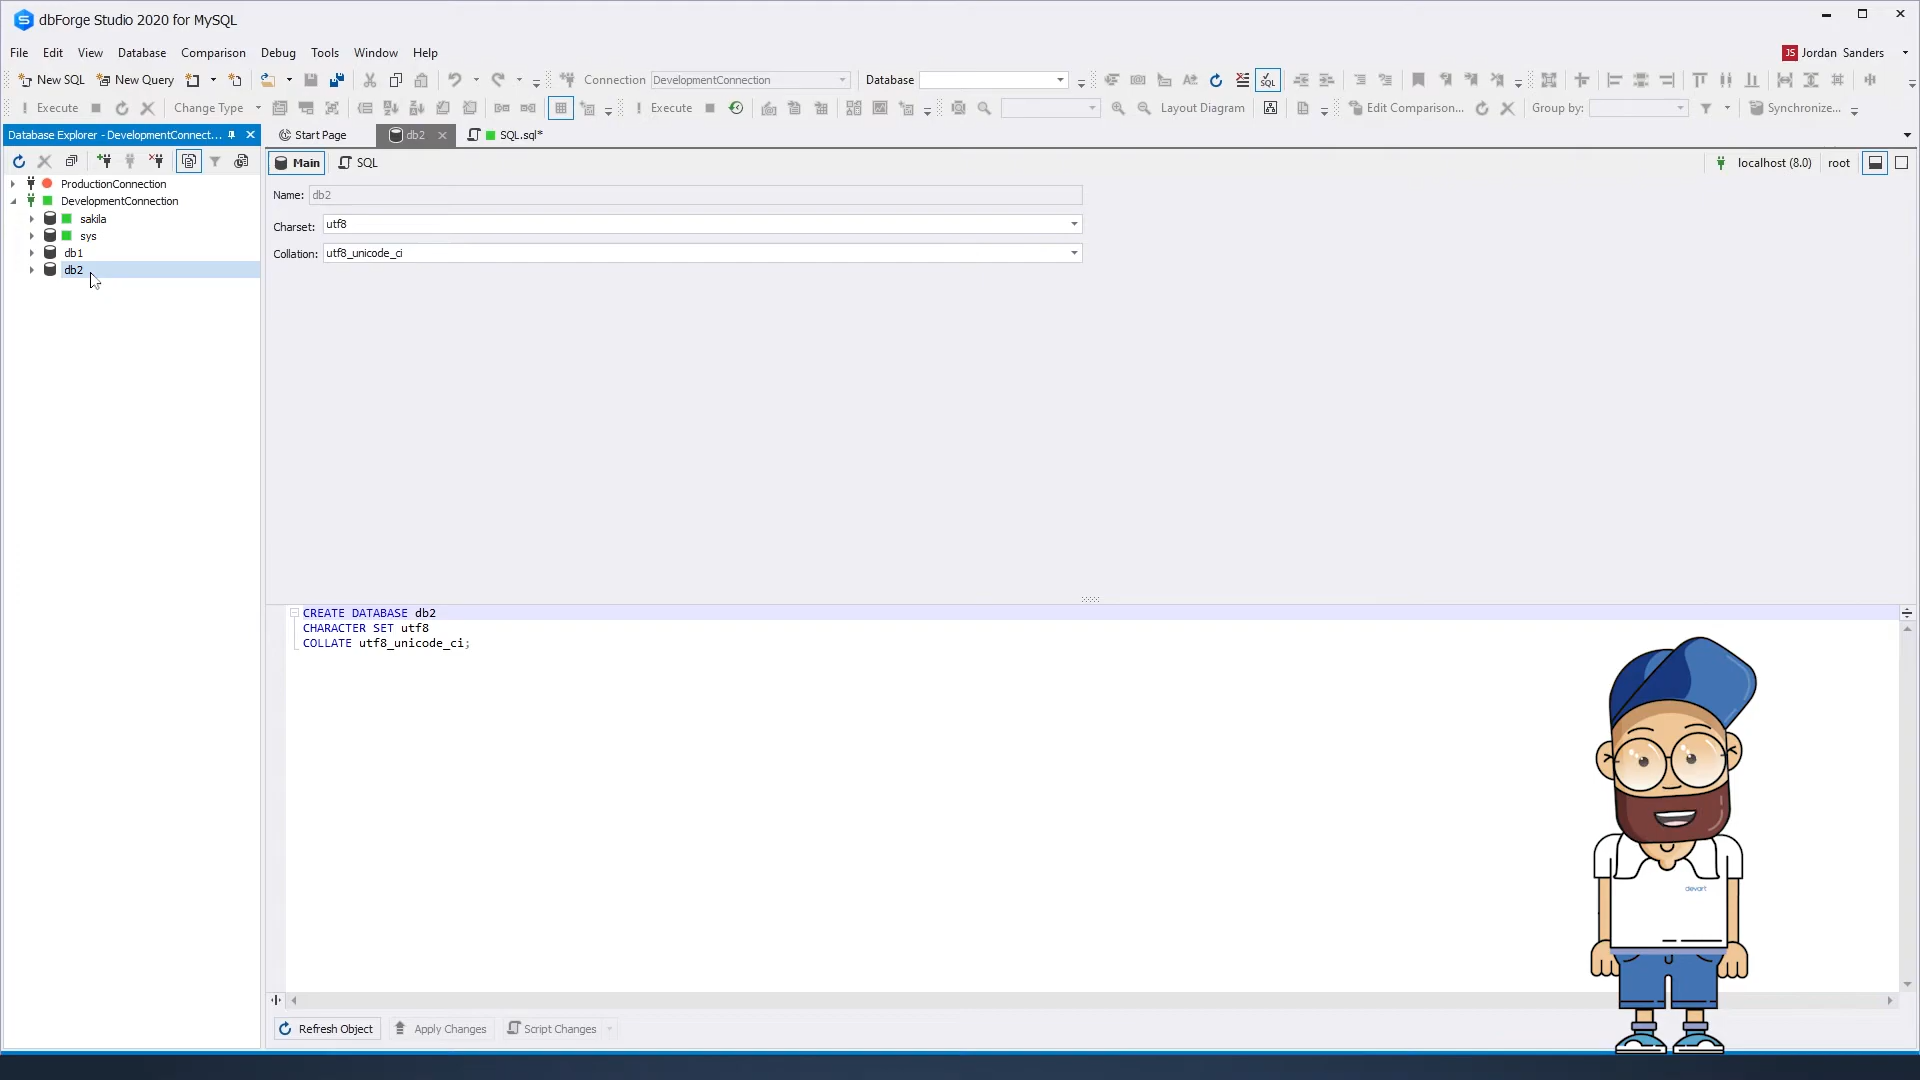 dbForge Studio 2020 for MySQL
File Edit View Database Comparison Debug Tools Window Help
JS Jordan Sanders
New SQL New Query Connection DevelopmentConnection Database SQL
Execute Change Type Execute Layout Diagram Edit Comparison... Group by: Synchronize...
Database Explorer - DevelopmentConnect...
Start Page db2 SQL.sql*
Main SQL localhost (8.0) root
ProductionConnection
DevelopmentConnection
sakila
sys
db1
db2
Name: db2
Charset: utf8
Collation: utf8_unicode_ci
CREATE DATABASE db2
CHARACTER SET utf8
COLLATE utf8_unicode_ci;
devart
Refresh Object Apply Changes Script Changes